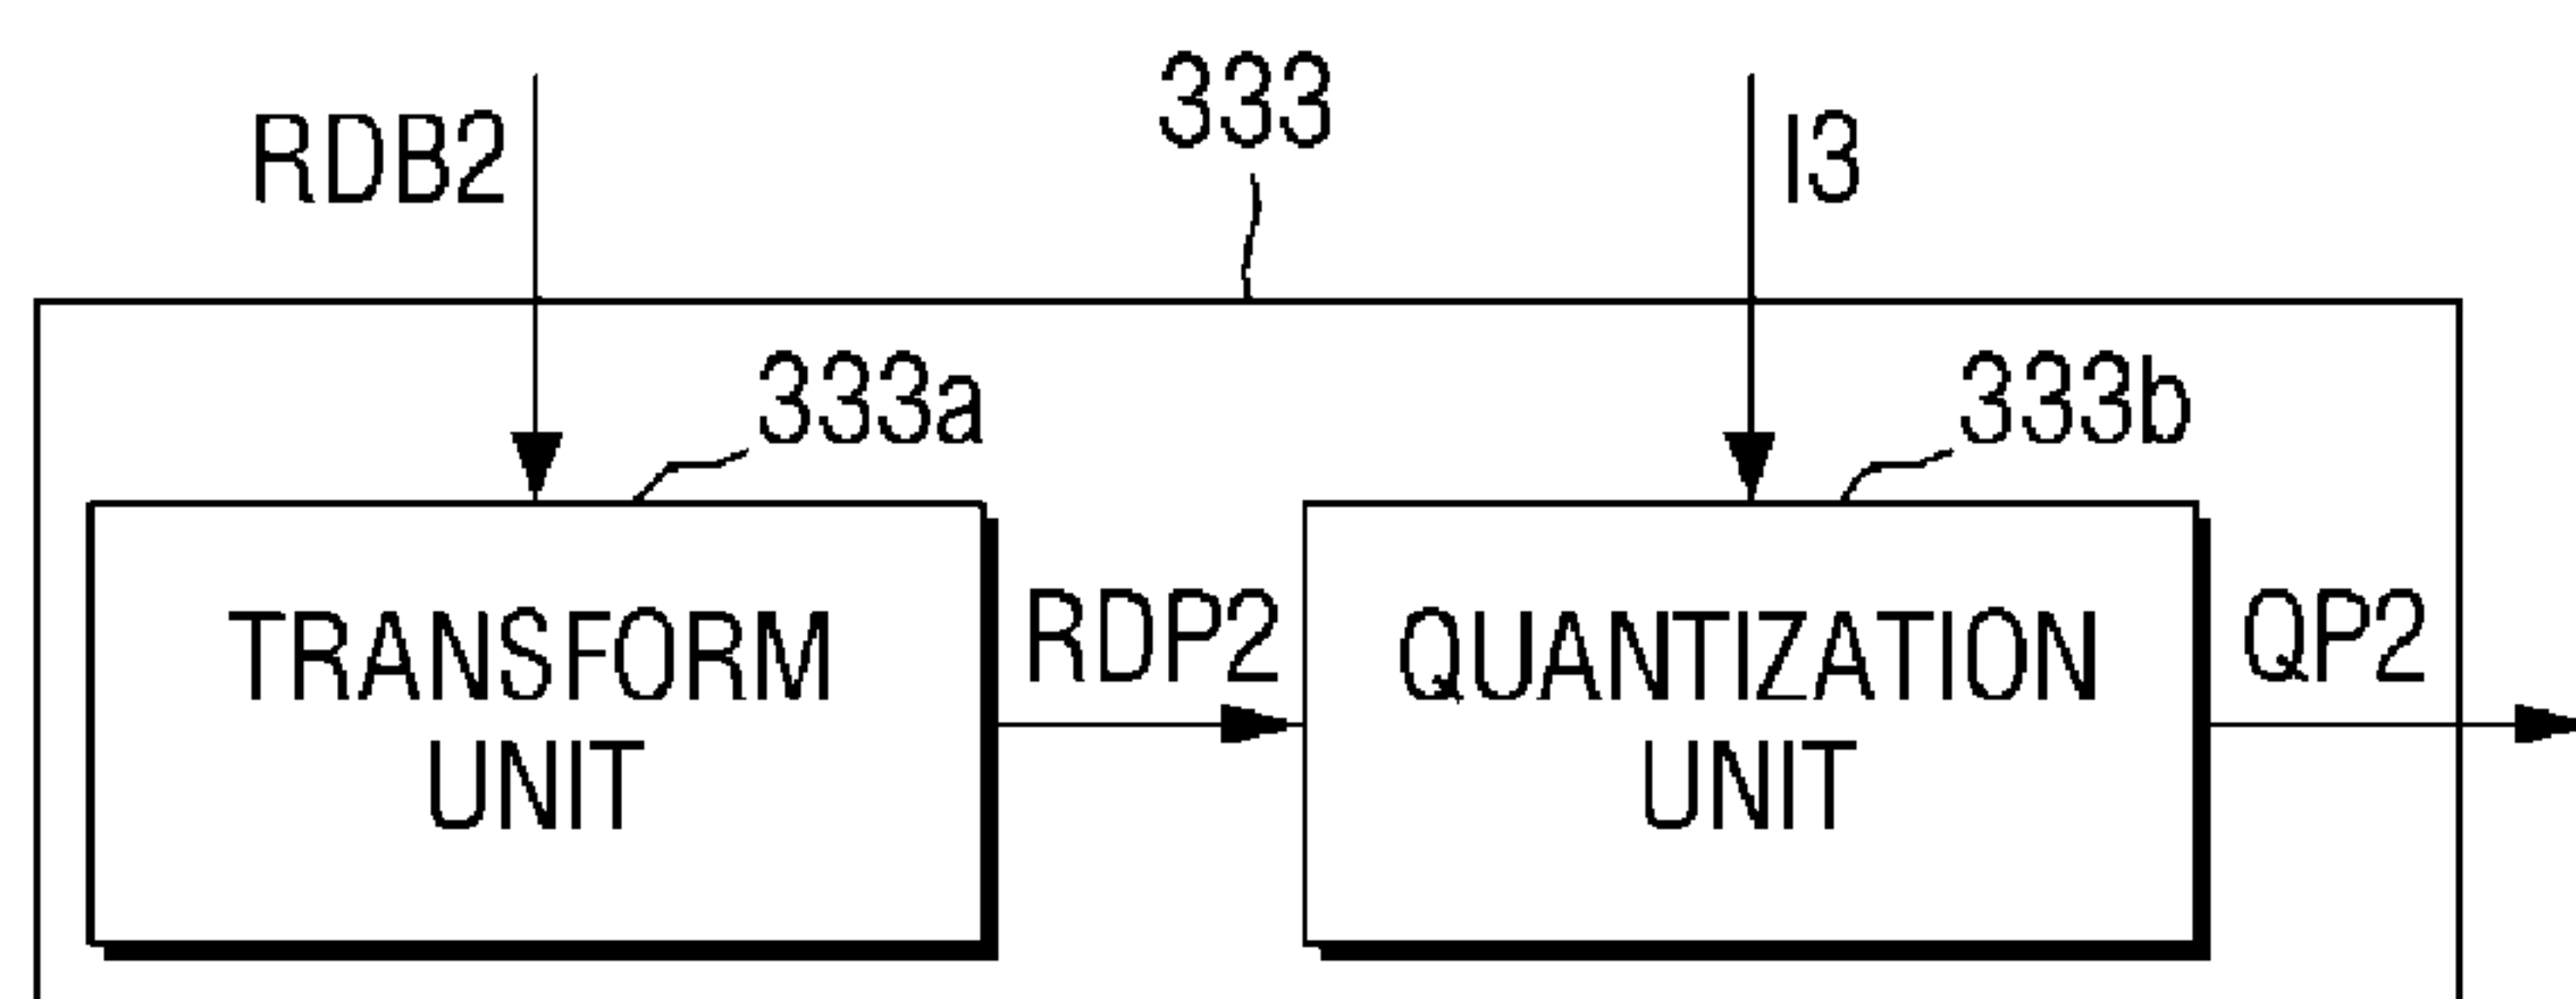 333
RDB2
I3
333a
333b
TRANSFORM
UNIT
RDP2
QUANTIZATION
UNIT
QP2